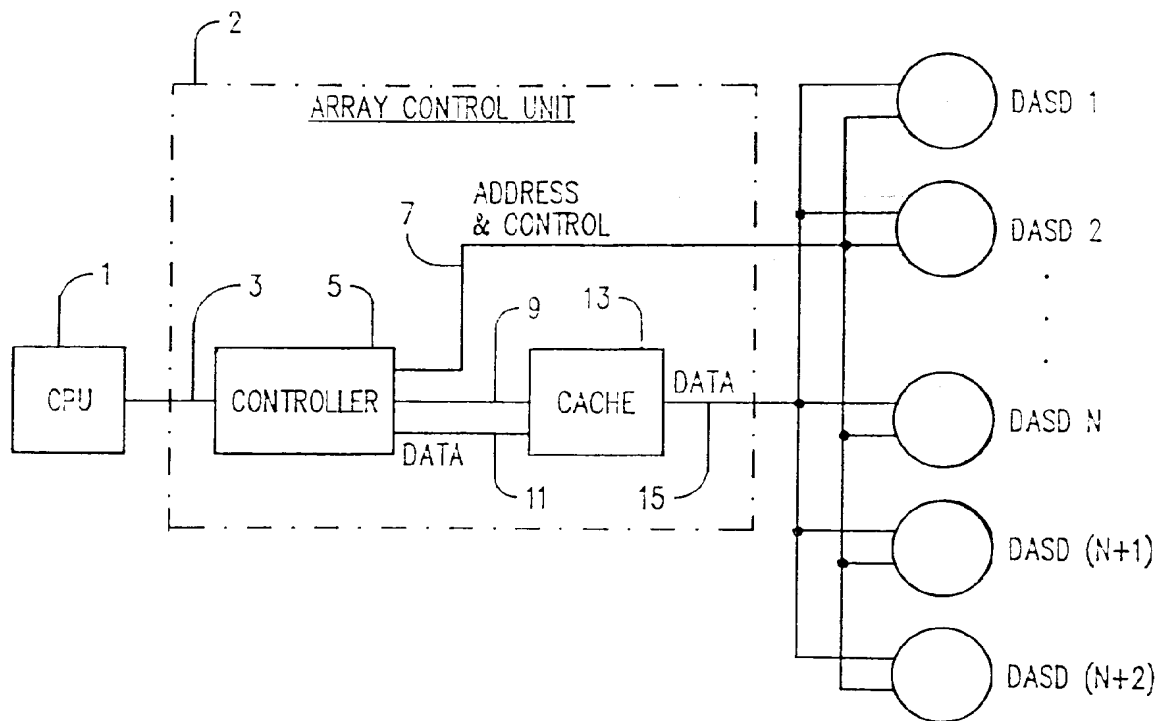 2
ARRAY CONTROL UNIT
DASD 1
ADDRESS
& CONTROL
7
DASD 2
1
3
5
9
13
CPU
CONTROLLER
CACHE
DATA
DASD N
DATA
11
15
DASD (N+1)
DASD (N+2)